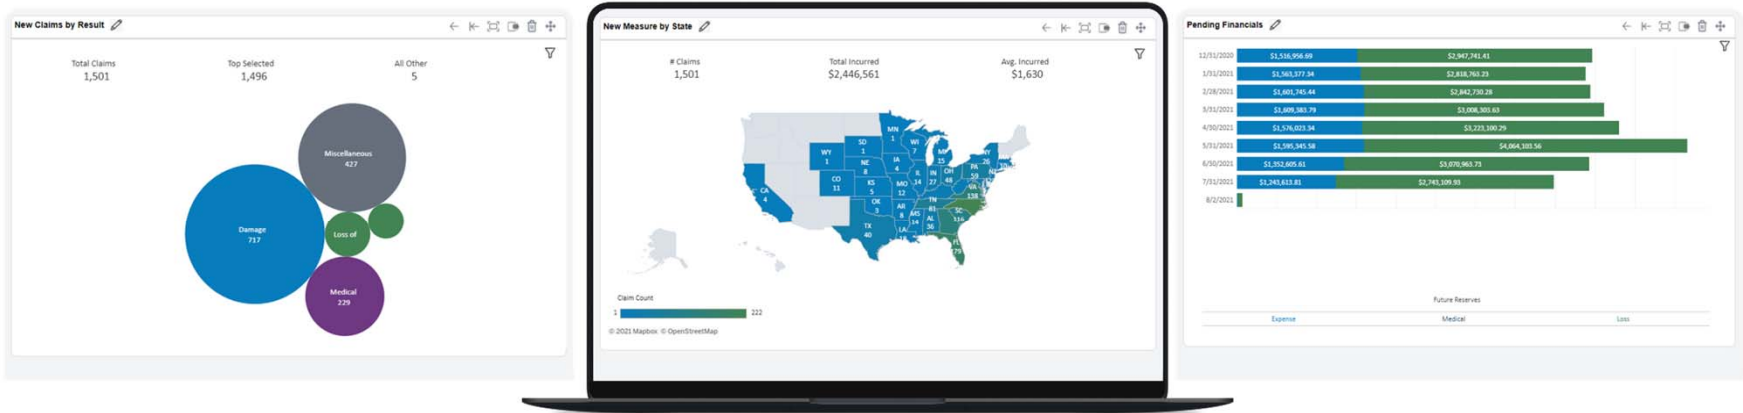 New Claims by Result
Total Claims
1,501
Top Selected
1,496
All Other
5
Miscellaneous
427
Damage
717
Loss of
Medical
229
New Measure by State
# Claims
1,501
Total Incurred
$2,446,561
Avg. Incurred
$1,630
MN
1
SD
1
WI
7
WY
1
NE
8
IA
4
15
26
PA
59
CO
11
KS
5
MO
12
IL
14
IN
27
OH
48
CA
4
VA
138
OK
3
AR
8
TN
81
SC
116
MS
14
AL
36
TX
40
LA
FL
79
Claim Count
1
222
© 2021 Mapbox © OpenStreetMap
Pending Financials
12/31/2020 $1,516,956.69 $2,947,741.41
1/31/2021 $1,563,377.34 $2,818,763.23
2/28/2021 $1,601,745.44 $2,842,730.28
3/31/2021 $1,609,383.79 $3,008,303.63
4/30/2021 $1,576,023.34 $3,223,100.29
5/31/2021 $1,595,345.58 $4,064,103.56
6/30/2021 $1,352,605.61 $3,070,963.73
7/31/2021 $1,243,613.81 $2,743,109.93
8/2/2021
Future Reserves
Expense Medical Loss